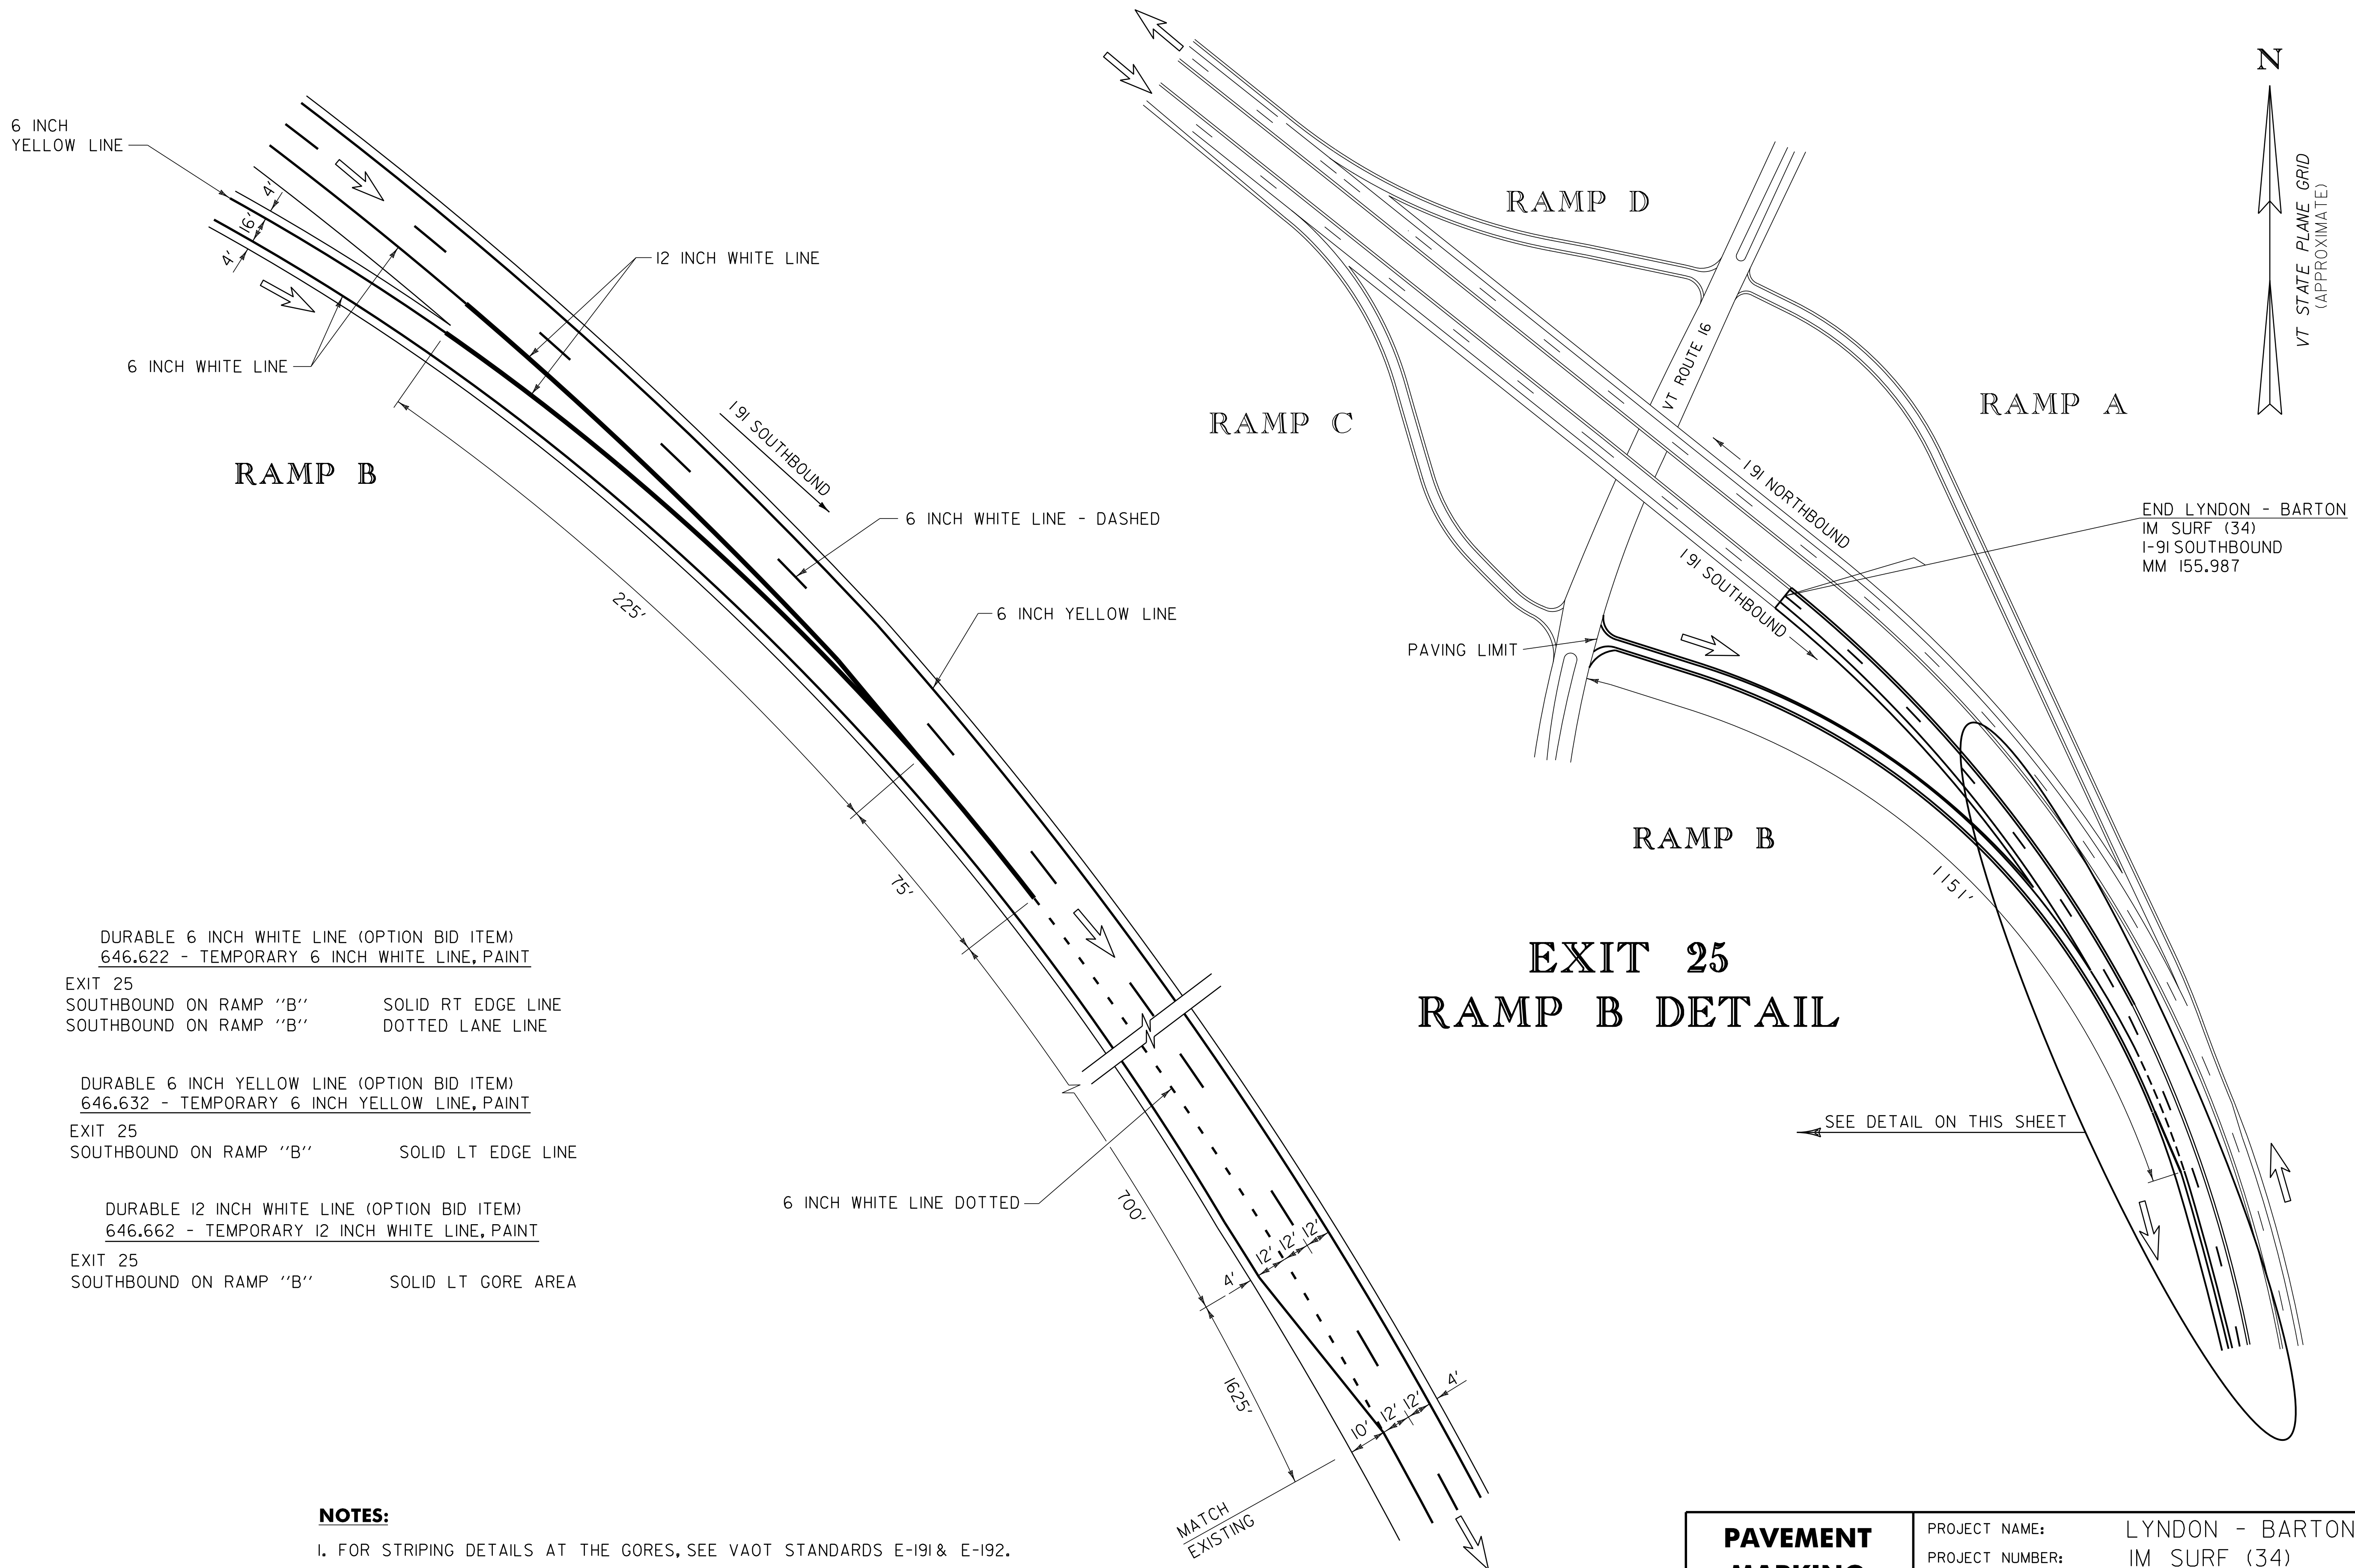 6 INCH
YELLOW LINE
4'
16'
4'
6 INCH WHITE LINE
12 INCH WHITE LINE
RAMP B
I 91 SOUTHBOUND
6 INCH WHITE LINE - DASHED
6 INCH YELLOW LINE
225'
75'
700'
1625'
6 INCH WHITE LINE DOTTED
4'
12'
12'
12'
10'
12'
12'
4'
MATCH
EXISTING
DURABLE 6 INCH WHITE LINE (OPTION BID ITEM)
646.622 - TEMPORARY 6 INCH WHITE LINE, PAINT
EXIT 25
SOUTHBOUND ON RAMP ''B'' SOLID RT EDGE LINE
SOUTHBOUND ON RAMP ''B'' DOTTED LANE LINE
DURABLE 6 INCH YELLOW LINE (OPTION BID ITEM)
646.632 - TEMPORARY 6 INCH YELLOW LINE, PAINT
EXIT 25
SOUTHBOUND ON RAMP ''B'' SOLID LT EDGE LINE
DURABLE 12 INCH WHITE LINE (OPTION BID ITEM)
646.662 - TEMPORARY 12 INCH WHITE LINE, PAINT
EXIT 25
SOUTHBOUND ON RAMP ''B'' SOLID LT GORE AREA
NOTES:
1. FOR STRIPING DETAILS AT THE GORES, SEE VAOT STANDARDS E-191 & E-192.
RAMP D
RAMP C
RAMP A
VT ROUTE 16
I 91 NORTHBOUND
I 91 SOUTHBOUND
N
VT STATE PLANE GRID
(APPROXIMATE)
END LYNDON - BARTON
IM SURF (34)
I-91 SOUTHBOUND
MM 155.987
PAVING LIMIT
RAMP B
1151'
EXIT 25
RAMP B DETAIL
SEE DETAIL ON THIS SHEET
PAVEMENT
MARKING
PROJECT NAME: LYNDON - BARTON
PROJECT NUMBER: IM SURF (34)